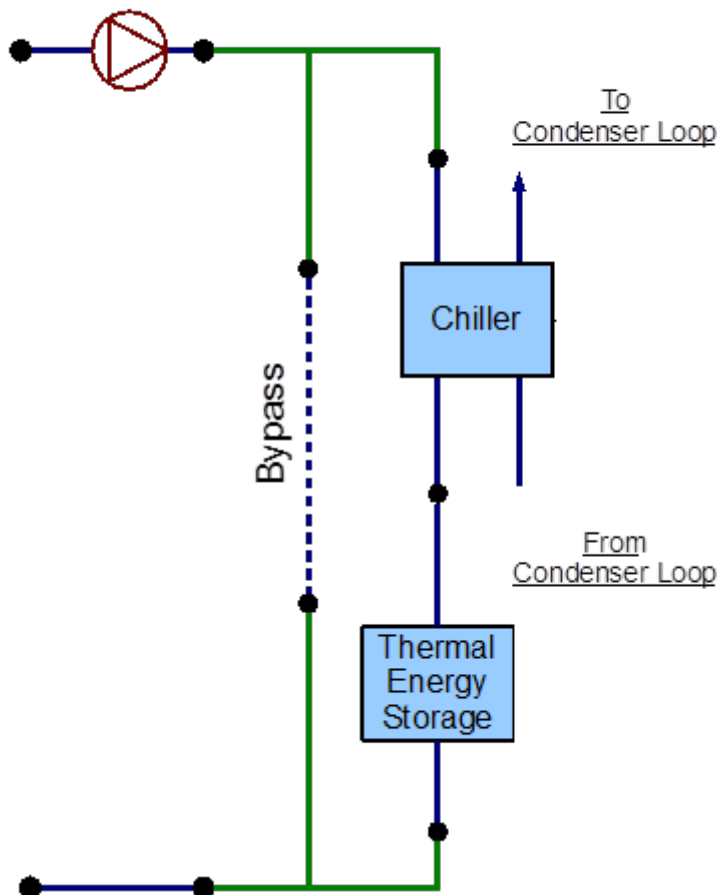 To
Condenser Loop
Chiller
Bypass
From
Condenser Loop
Thermal
Energy
Storage